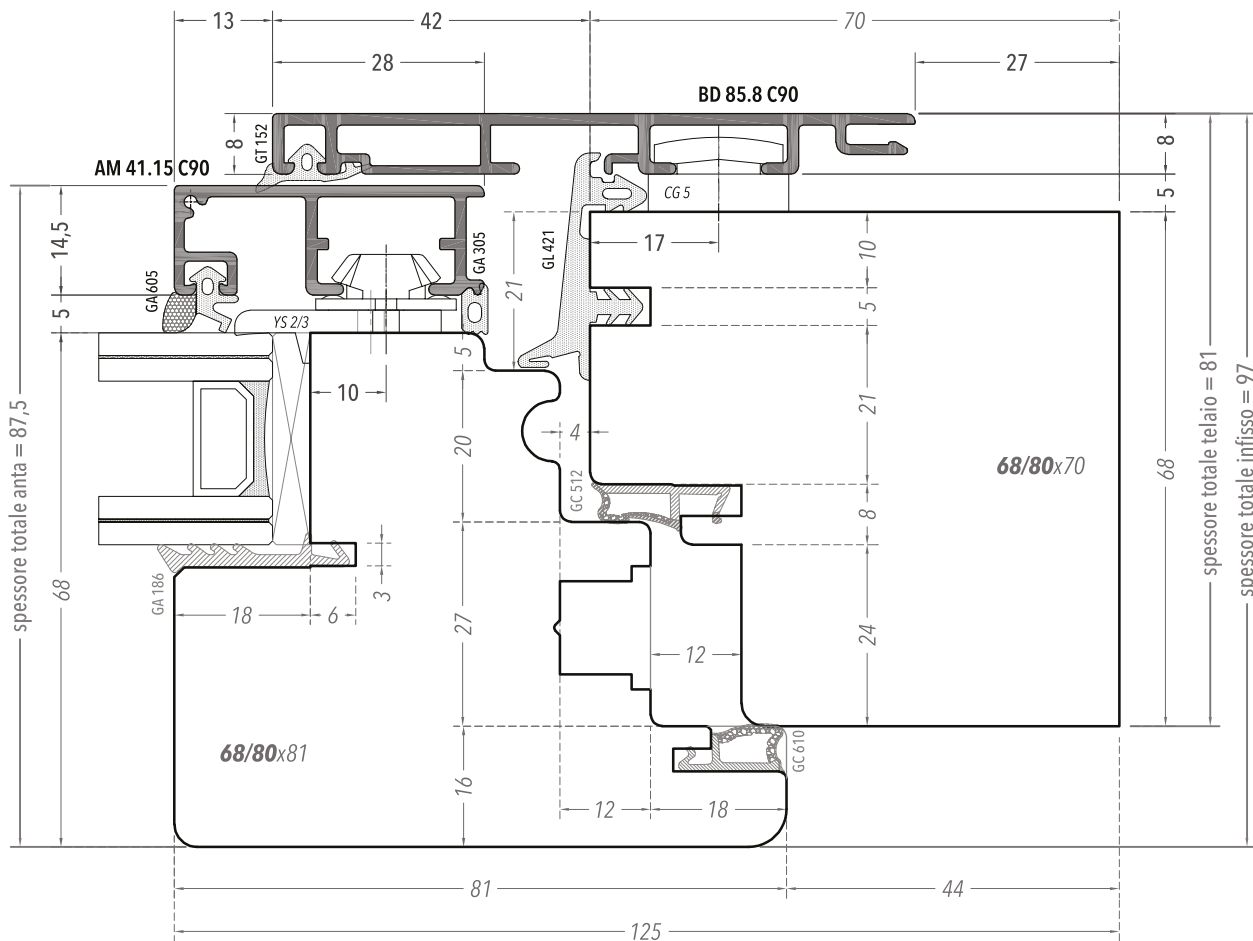 13
42
70
28
27
BD 85.8 C90
8
GT 152
AM 41.15 C90
8
CG 5
5
14,5
GA 605
GA 305
GL 421
17
10
21
5
YS 2/3
5
5
10
20
4
21
68/80x70
68
GC 512
8
spessore totale anta = 87,5
68
GA 186
18
6
3
27
12
24
spessore totale telaio = 81
spessore totale infisso = 97
68/80x81
16
GC 610
12
18
81
44
125